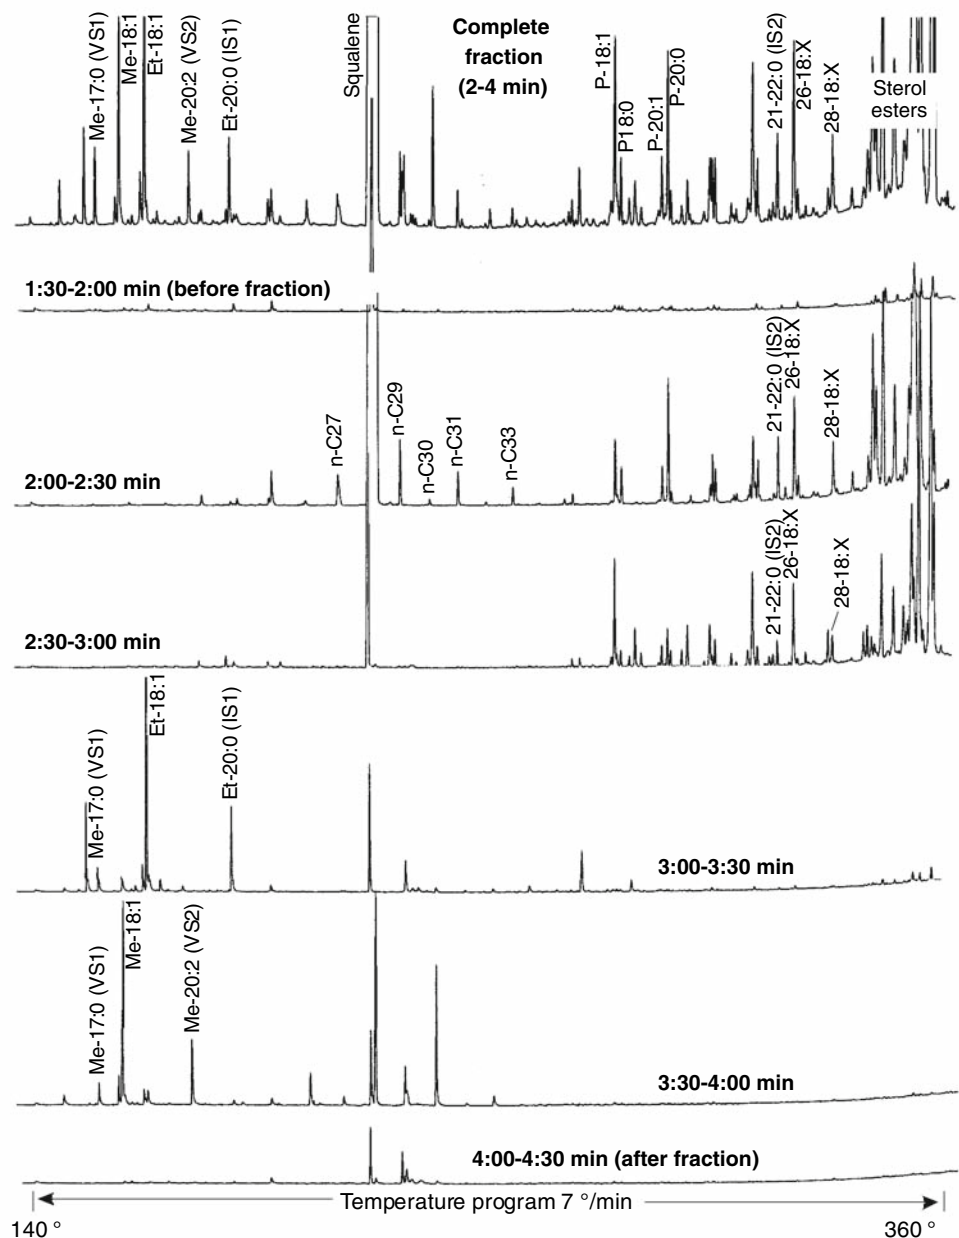 Me-17:0 (VS1)
Me-18:1
Et-18:1
Me-20:2 (VS2)
Et-20:0 (IS1)
Squalene
Complete
fraction
(2-4 min)
P-18:1
P18:0
P-20:1
P-20:0
21-22:0 (IS2)
26-18:X
28-18:X
Sterol
esters
1:30-2:00 min (before fraction)
2:00-2:30 min
n-C27
n-C29
n-C30
n-C31
n-C33
21-22:0 (IS2)
26-18:X
28-18:X
2:30-3:00 min
21-22:0 (IS2)
26-18:X
28-18:X
Me-17:0 (VS1)
Et-18:1
Et-20:0 (IS1)
3:00-3:30 min
Me-17:0 (VS1)
Me-18:1
Me-20:2 (VS2)
3:30-4:00 min
4:00-4:30 min (after fraction)
Temperature program 7 °/min
140 °
360 °